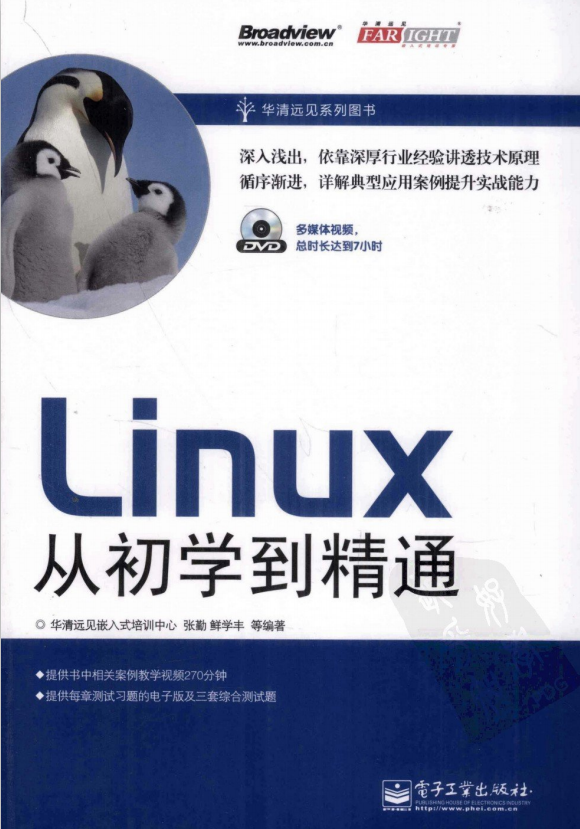 Broadview®
www.broadview.com.cn
华清远见
FARSIGHT
华清远见系列图书
深入浅出，依靠深厚行业经验讲透技术原理
循序渐进，详解典型应用案例提升实战能力
DVD
多媒体视频，
总时长达到7小时
Linux
从初学到精通
◎ 华清远见嵌入式培训中心 张勤 鲜学丰 等编著
◆提供书中相关案例教学视频270分钟
◆提供每章测试习题的电子版及三套综合测试题
电子工业出版社
PUBLISHING HOUSE OF ELECTRONICS INDUSTRY
http://www.phei.com.cn